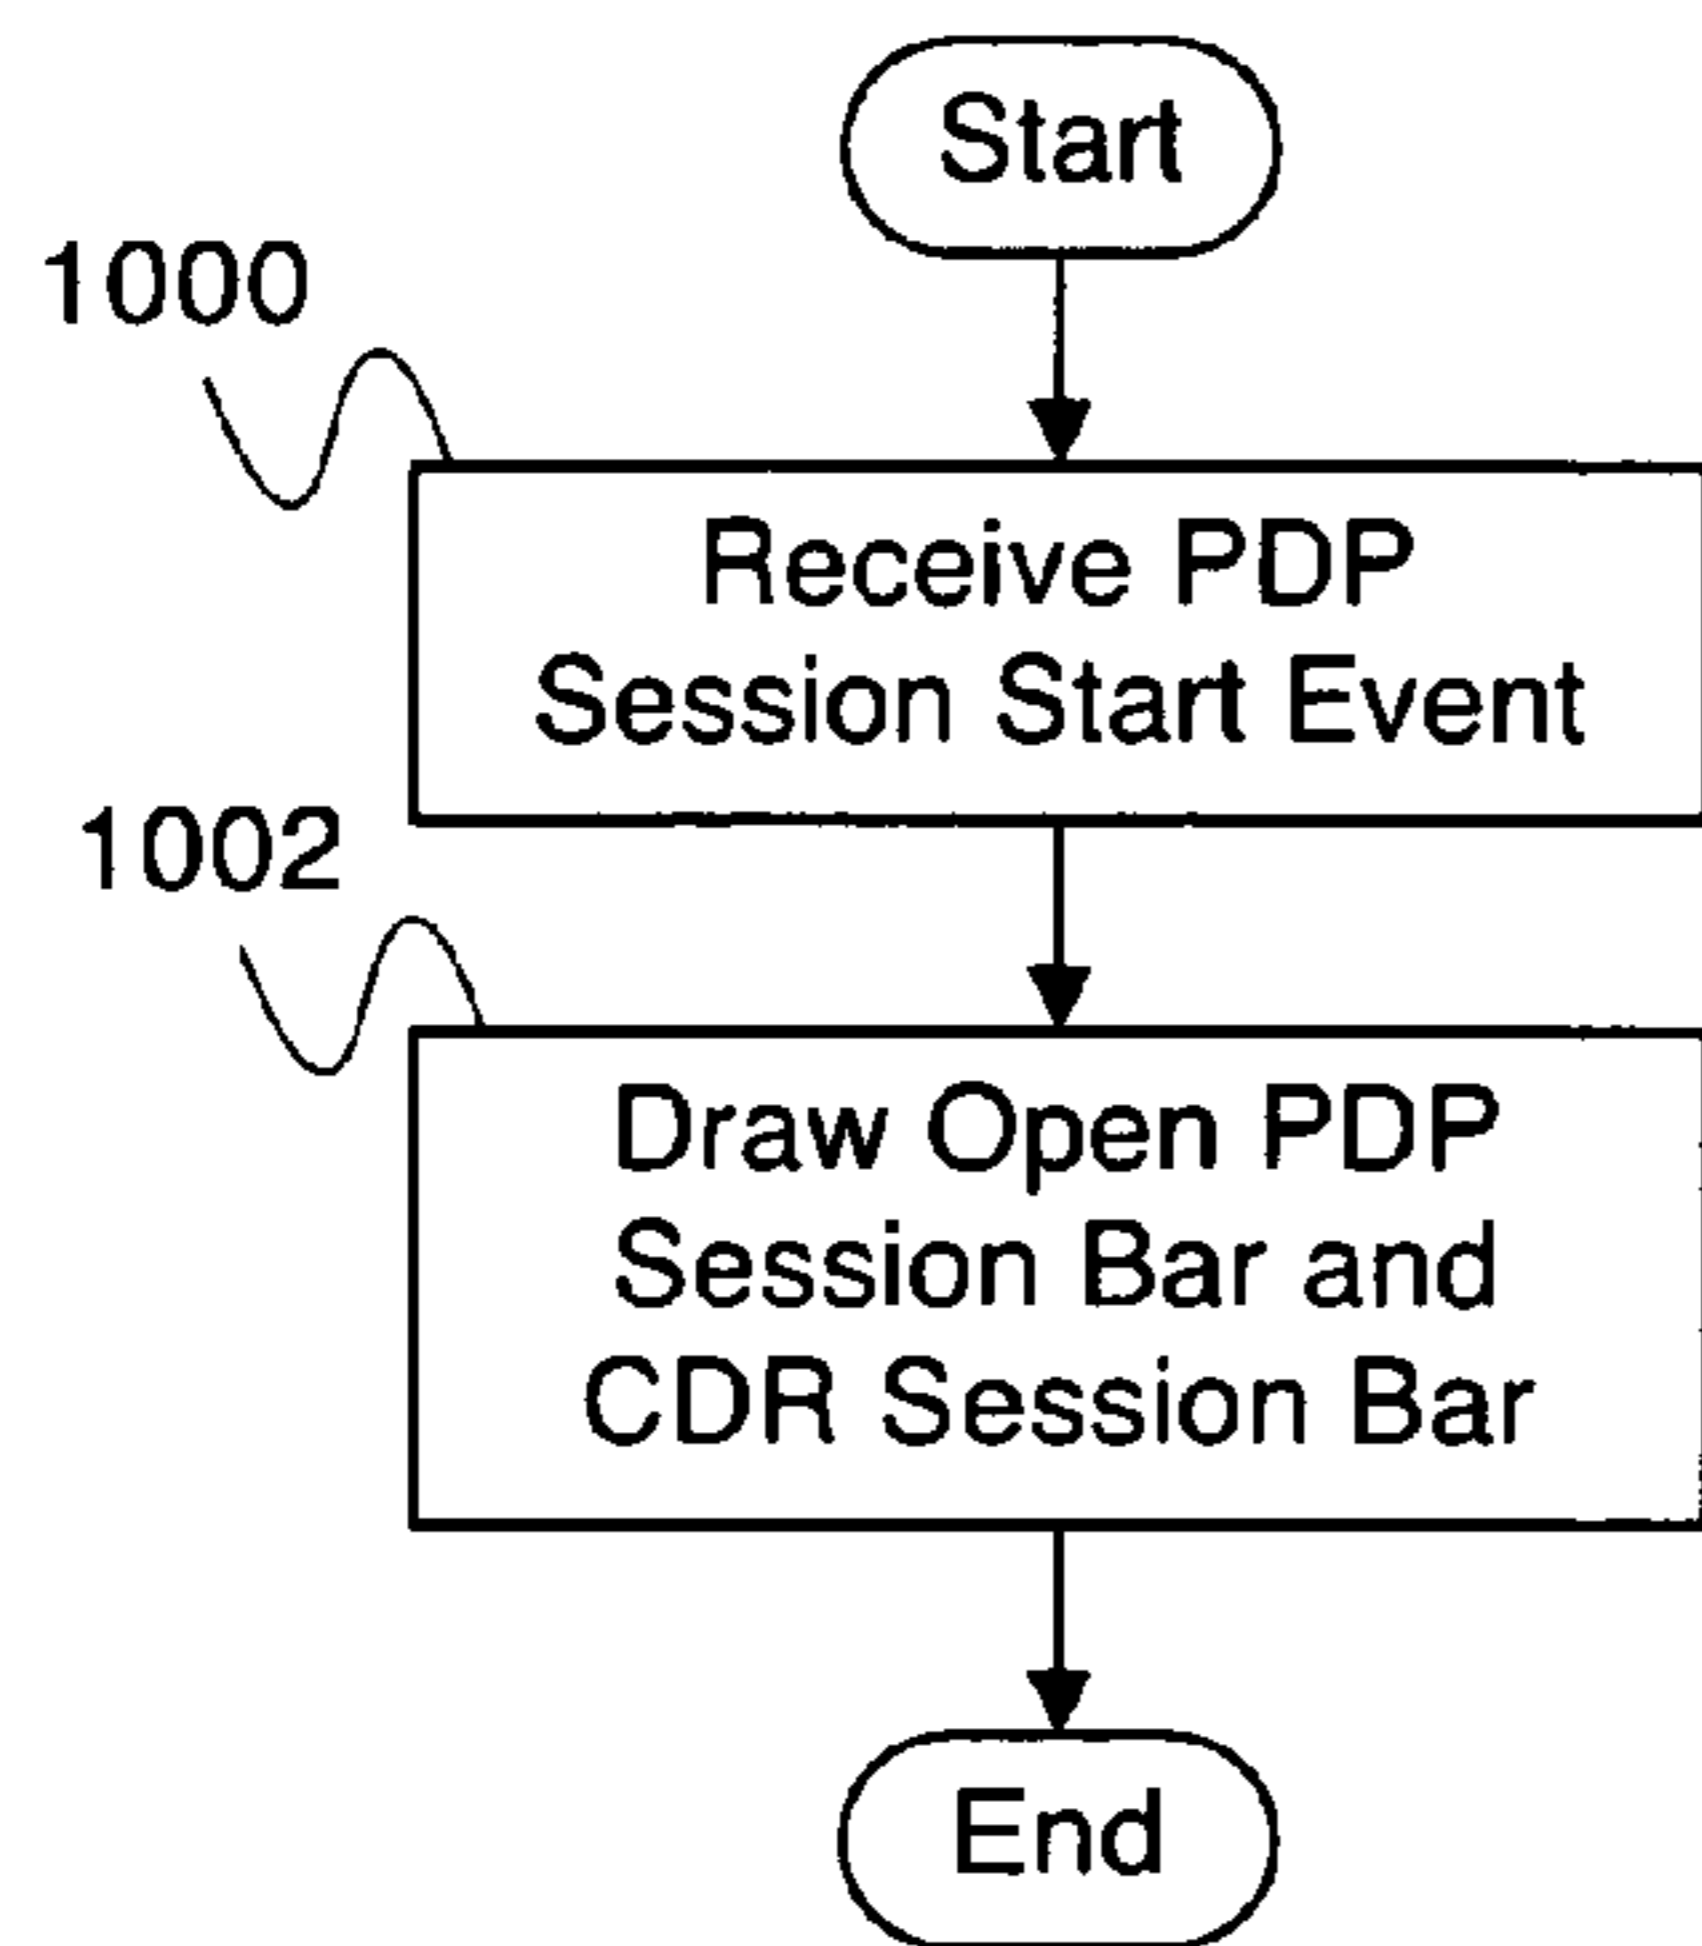 Start
1000
Receive PDP
Session Start Event
1002
Draw Open PDP
Session Bar and
CDR Session Bar
End